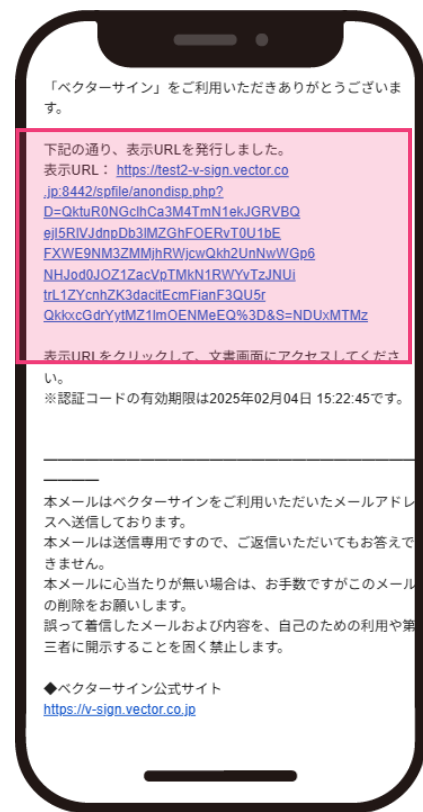 「ベクターサイン」をご利用いただきありがとうございま
す。
下記の通り、表示URLを発行しました。
表示URL： https://test2-v-sign.vector.co
.jp:8442/spfile/anondisp.php?
D=QktuR0NGclhCa3M4TmN1ekJGRVBQ
ejl5RlVJdnpDb3lMZGhFOERvT0U1bE
FXWE9NM3ZMMjhRWjcwQkh2UnNwWGp6
NHJod0JOZ1ZacVpTMkN1RWYvTzJNUi
trL1ZYcnhZK3dacitEcmFianF3QU5r
QkkxcGdrYytMZ1lmOENMeEQ%3D&S=NDUxMTMz
表示URLをクリックして、文書画面にアクセスしてくださ
い。
※認証コードの有効期限は2025年02月04日 15:22:45です。
本メールはベクターサインをご利用いただいたメールアドレ
スへ送信しております。
本メールは送信専用ですので、ご返信いただいてもお答えで
きません。
本メールに心当たりが無い場合は、お手数ですがこのメール
の削除をお願いします。
誤って着信したメールおよび内容を、自己のための利用や第
三者に開示することを固く禁止します。
◆ベクターサイン公式サイト
https://v-sign.vector.co.jp